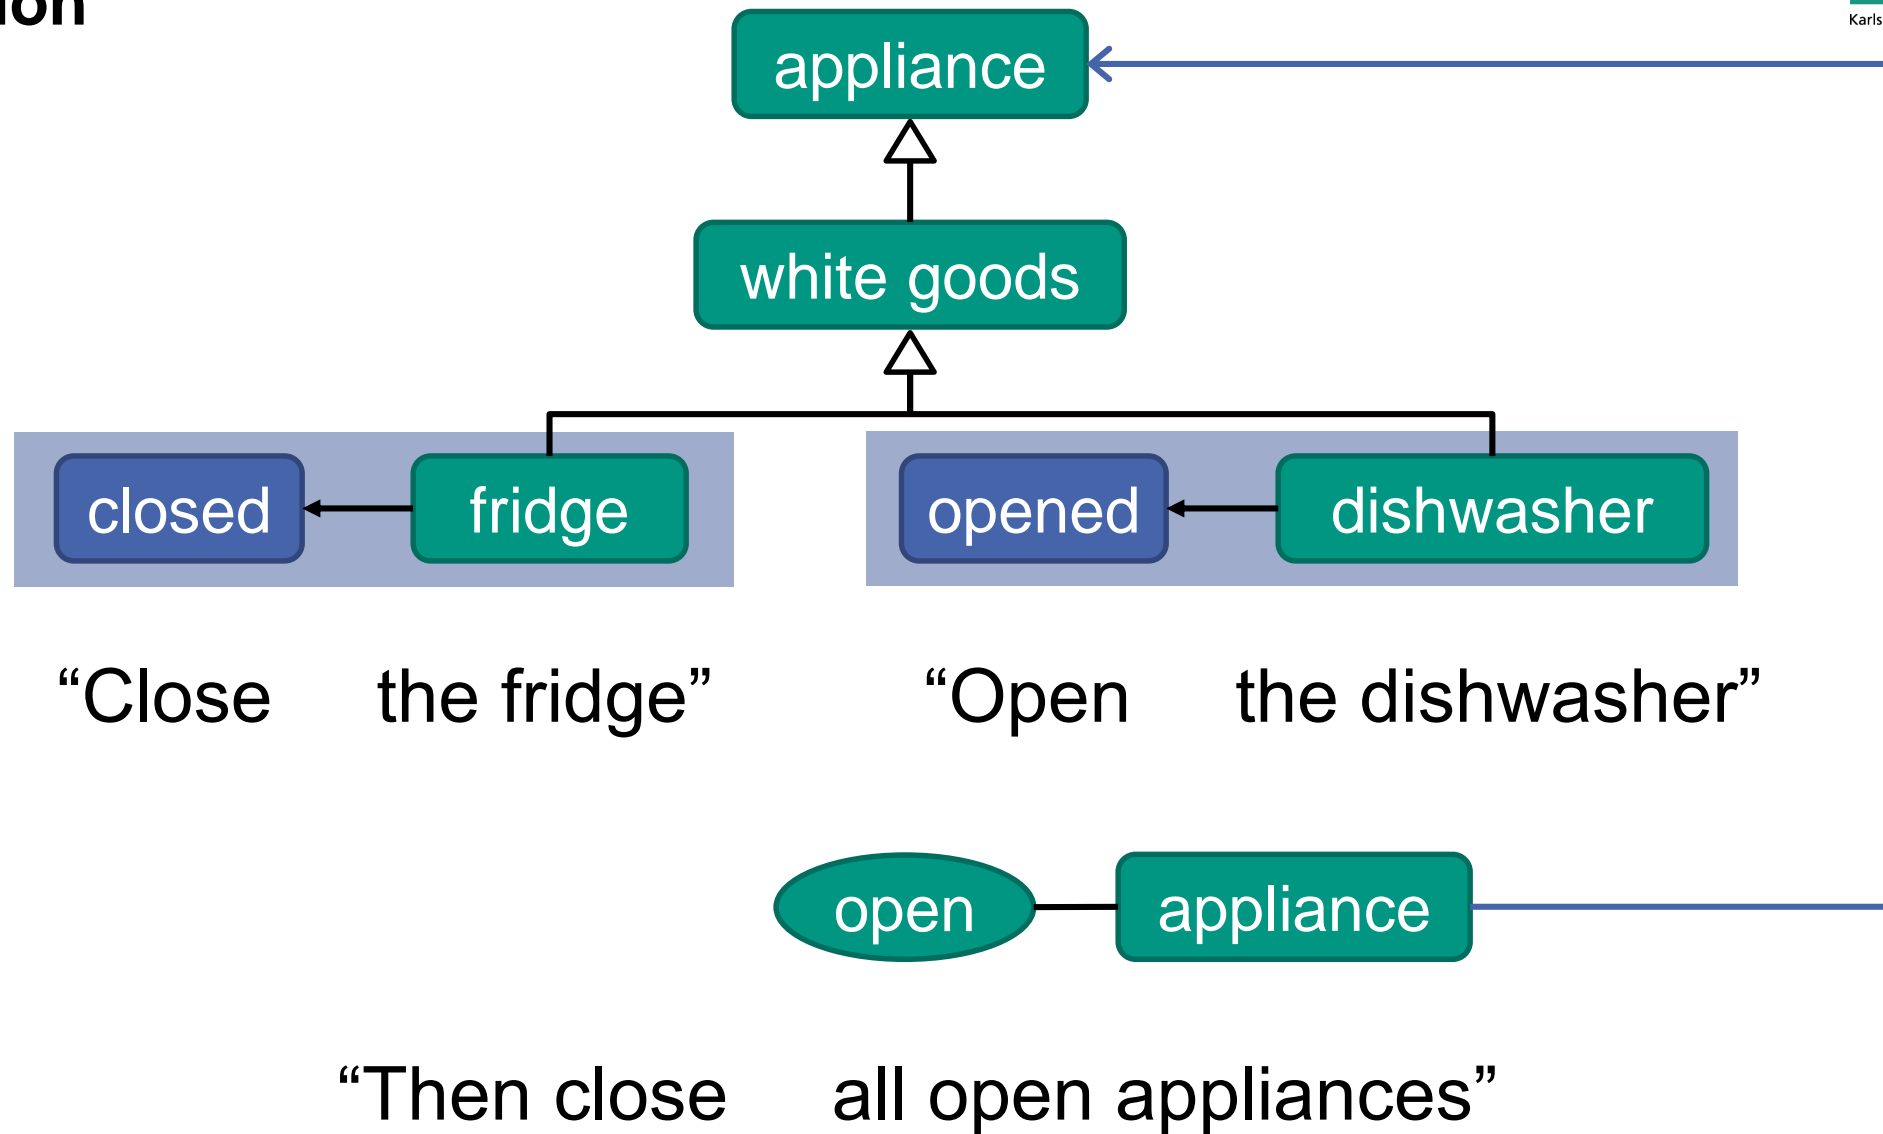 appliance
white goods
closed fridge opened dishwasher
“Close the fridge” “Open the dishwasher”
open appliance
“Then close all open appliances”